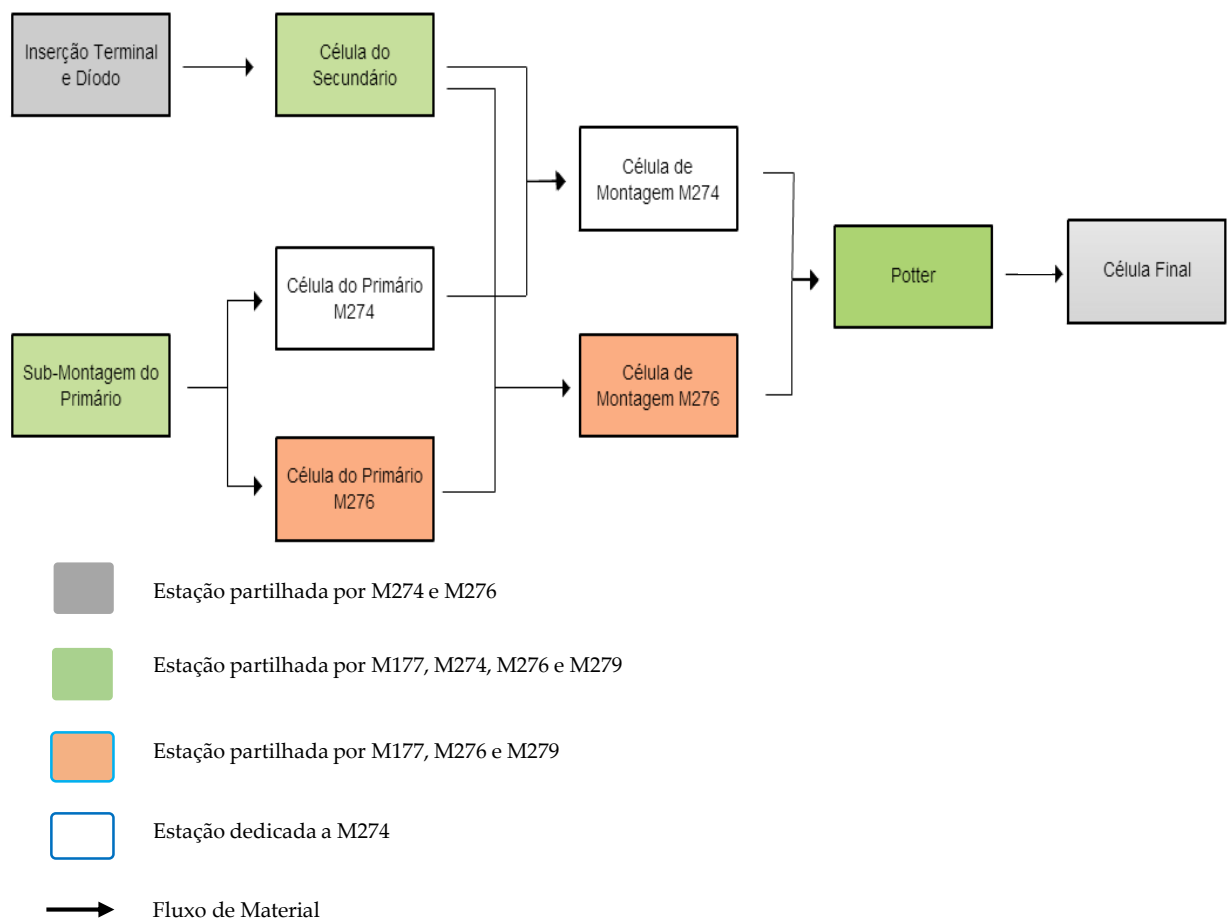 Inserção Terminal
e Díodo
Célula do
Secundário
Célula de
Montagem M274
Célula do Primário
M274
Potter
Célula Final
Sub-Montagem do
Primário
Célula de
Montagem M276
Célula do Primário
M276
Estação partilhada por M274 e M276
Estação partilhada por M177, M274, M276 e M279
Estação partilhada por M177, M276 e M279
Estação dedicada a M274
Fluxo de Material